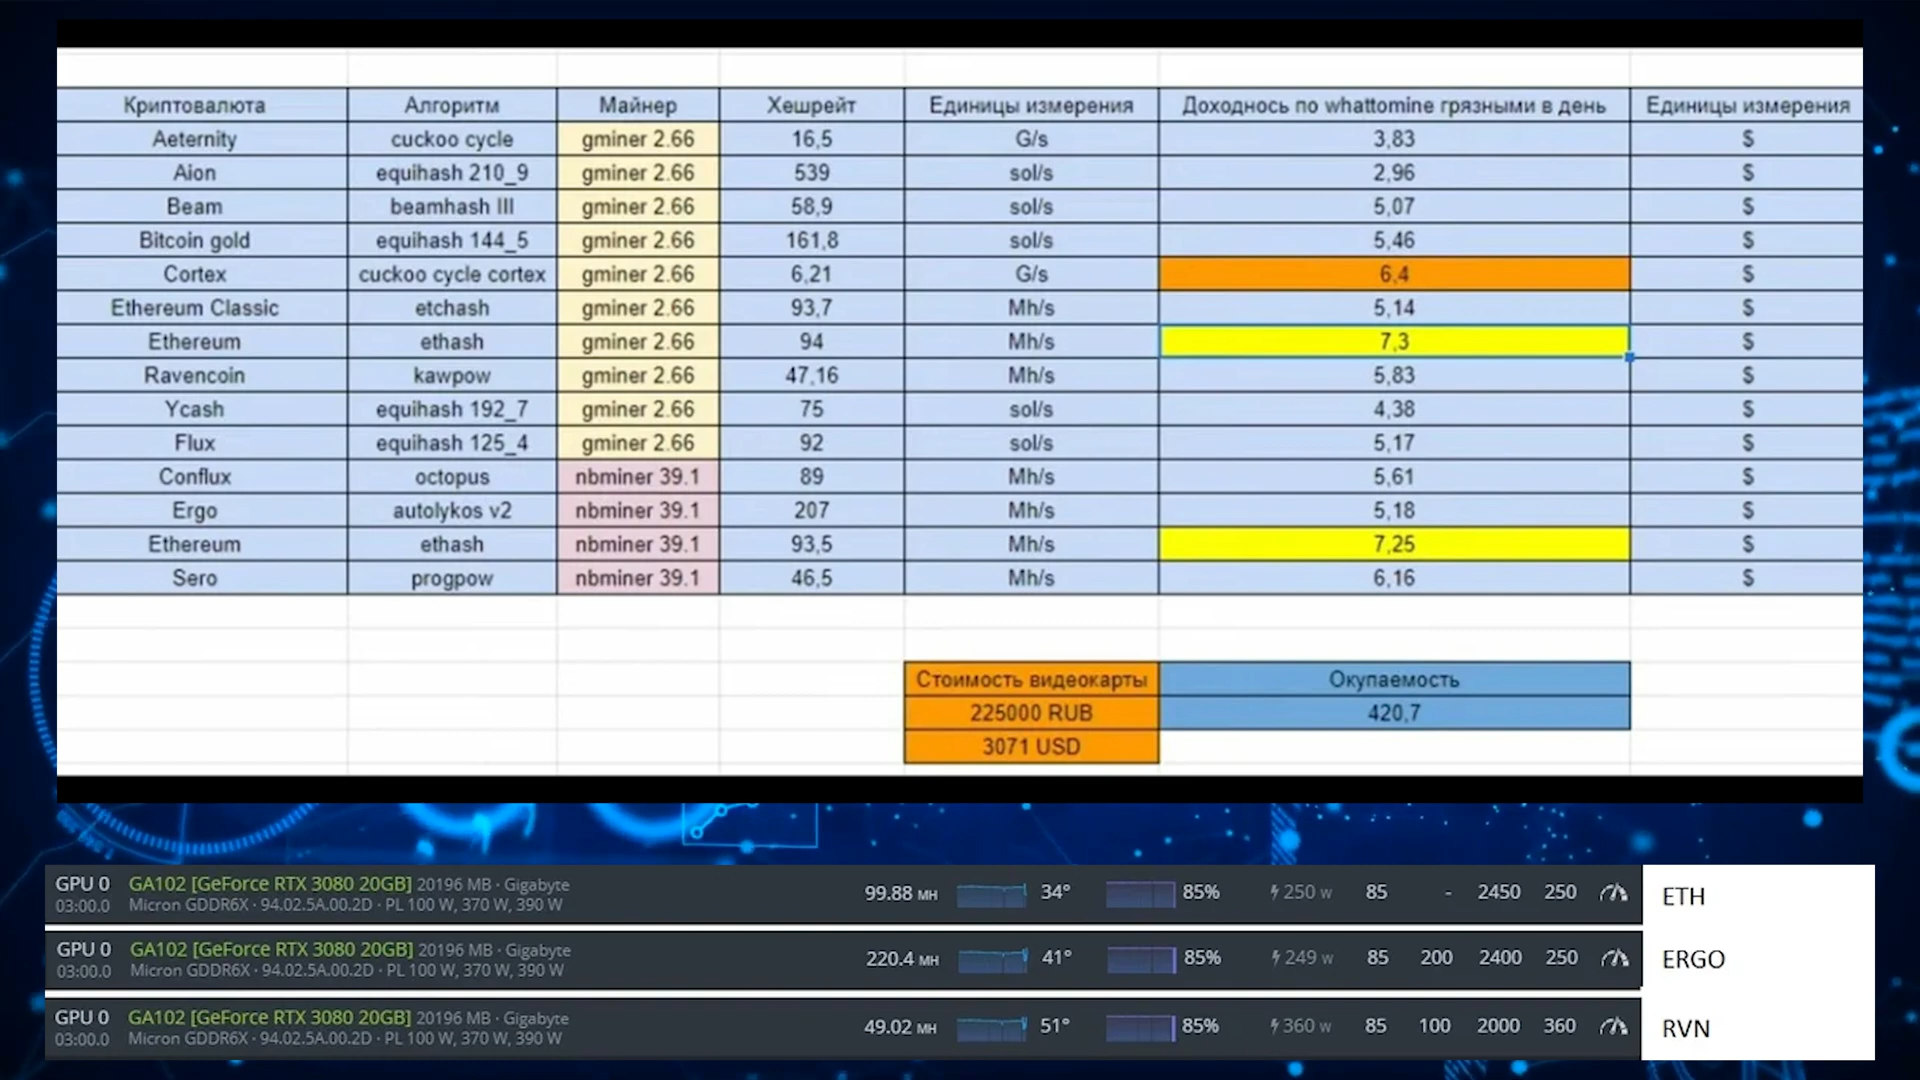 Криптовалюта Алгоритм Майнер Хешрейт Единицы измерения Доходнось по whattomine грязными в день Единицы измерения
Aeternity cuckoo cycle gminer 2.66 16,5 G/s 3,83 $
Aion equihash 210_9 gminer 2.66 539 sol/s 2,96 $
Beam beamhash III gminer 2.66 58,9 sol/s 5,07 $
Bitcoin gold equihash 144_5 gminer 2.66 161,8 sol/s 5,46 $
Cortex cuckoo cycle cortex gminer 2.66 6,21 G/s 6,4 $
Ethereum Classic etchash gminer 2.66 93,7 Mh/s 5,14 $
Ethereum ethash gminer 2.66 94 Mh/s 7,3 $
Ravencoin kawpow gminer 2.66 47,16 Mh/s 5,83 $
Ycash equihash 192_7 gminer 2.66 75 sol/s 4,38 $
Flux equihash 125_4 gminer 2.66 92 sol/s 5,17 $
Conflux octopus nbminer 39.1 89 Mh/s 5,61 $
Ergo autolykos v2 nbminer 39.1 207 Mh/s 5,18 $
Ethereum ethash nbminer 39.1 93,5 Mh/s 7,25 $
Sero progpow nbminer 39.1 46,5 Mh/s 6,16 $
Стоимость видеокарты Окупаемость
225000 RUB 420,7
3071 USD
GPU 0 GA102 [GeForce RTX 3080 20GB] 20196 MB · Gigabyte 99.88 MH 34° 85% 250 W 85 - 2450 250 ETH
03:00.0 Micron GDDR6X · 94.02.5A.00.2D · PL 100 W, 370 W, 390 W
GPU 0 GA102 [GeForce RTX 3080 20GB] 20196 MB · Gigabyte 220.4 MH 41° 85% 249 W 85 200 2400 250 ERGO
03:00.0 Micron GDDR6X · 94.02.5A.00.2D · PL 100 W, 370 W, 390 W
GPU 0 GA102 [GeForce RTX 3080 20GB] 20196 MB · Gigabyte 49.02 MH 51° 85% 360 W 85 100 2000 360 RVN
03:00.0 Micron GDDR6X · 94.02.5A.00.2D · PL 100 W, 370 W, 390 W